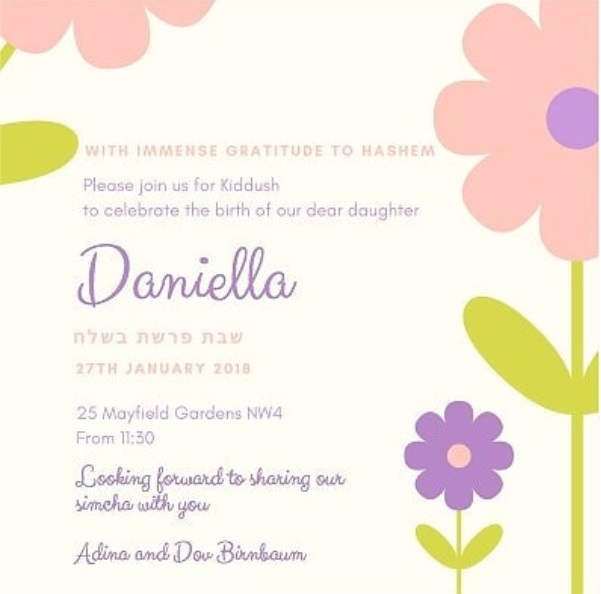 WITH IMMENSE GRATITUDE TO HASHEM
Please join us for Kiddush
to celebrate the birth of our dear daughter
Daniella
שבת פרשת בשלח
27TH JANUARY 2018
25 Mayfield Gardens NW4
From 11:30
Looking forward to sharing our
simcha with you
Adina and Dov Birnbaum